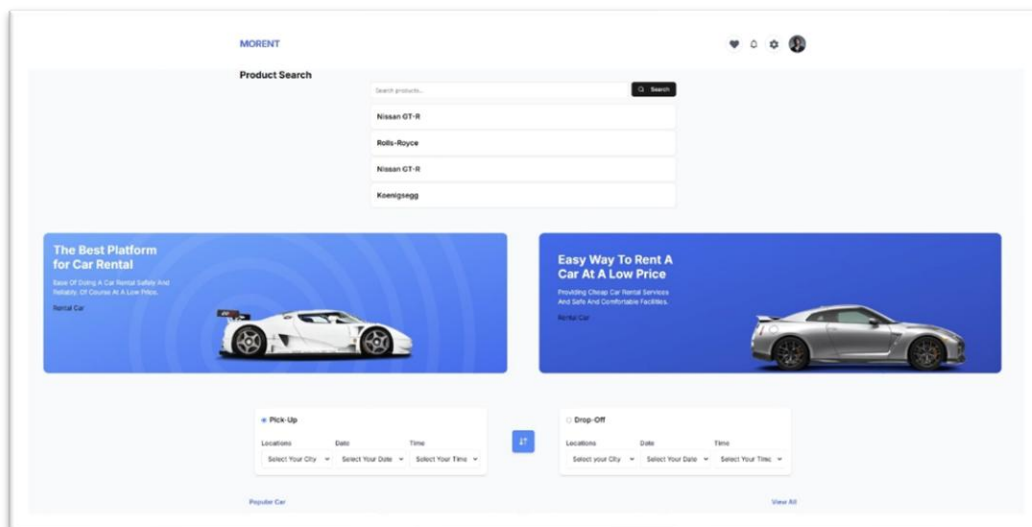 MORENT
Product Search
Search products...
Search
Nissan GT-R
Rolls-Royce
Nissan GT-R
Koenigsegg
The Best Platform
for Car Rental
Ease Of Doing A Car Rental Safely And
Reliably. Of Course At A Low Price.
Rental Car
Easy Way To Rent A
Car At A Low Price
Providing Cheap Car Rental Services
And Safe And Comfortable Facilities.
Rental Car
Pick-Up
Locations Date Time
Select Your City Select Your Date Select Your Time
Drop-Off
Locations Date Time
Select your City Select Your Date Select Your Time
Popular Car
View All